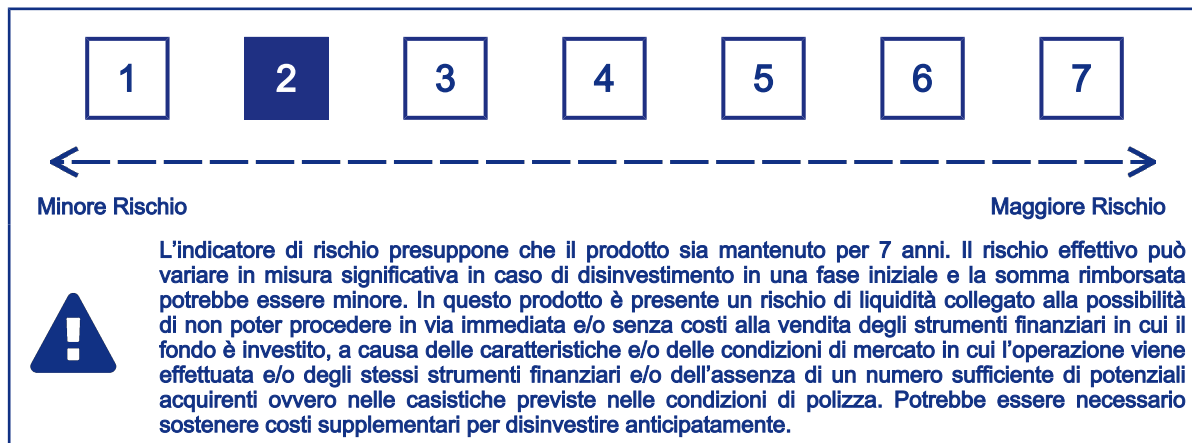 1 2 3 4 5 6 7
Minore Rischio Maggiore Rischio
L'indicatore di rischio presuppone che il prodotto sia mantenuto per 7 anni. Il rischio effettivo può
variare in misura significativa in caso di disinvestimento in una fase iniziale e la somma rimborsata
potrebbe essere minore. In questo prodotto è presente un rischio di liquidità collegato alla possibilità
di non poter procedere in via immediata e/o senza costi alla vendita degli strumenti finanziari in cui il
fondo è investito, a causa delle caratteristiche e/o delle condizioni di mercato in cui l'operazione viene
effettuata e/o degli stessi strumenti finanziari e/o dell'assenza di un numero sufficiente di potenziali
acquirenti ovvero nelle casistiche previste nelle condizioni di polizza. Potrebbe essere necessario
sostenere costi supplementari per disinvestire anticipatamente.